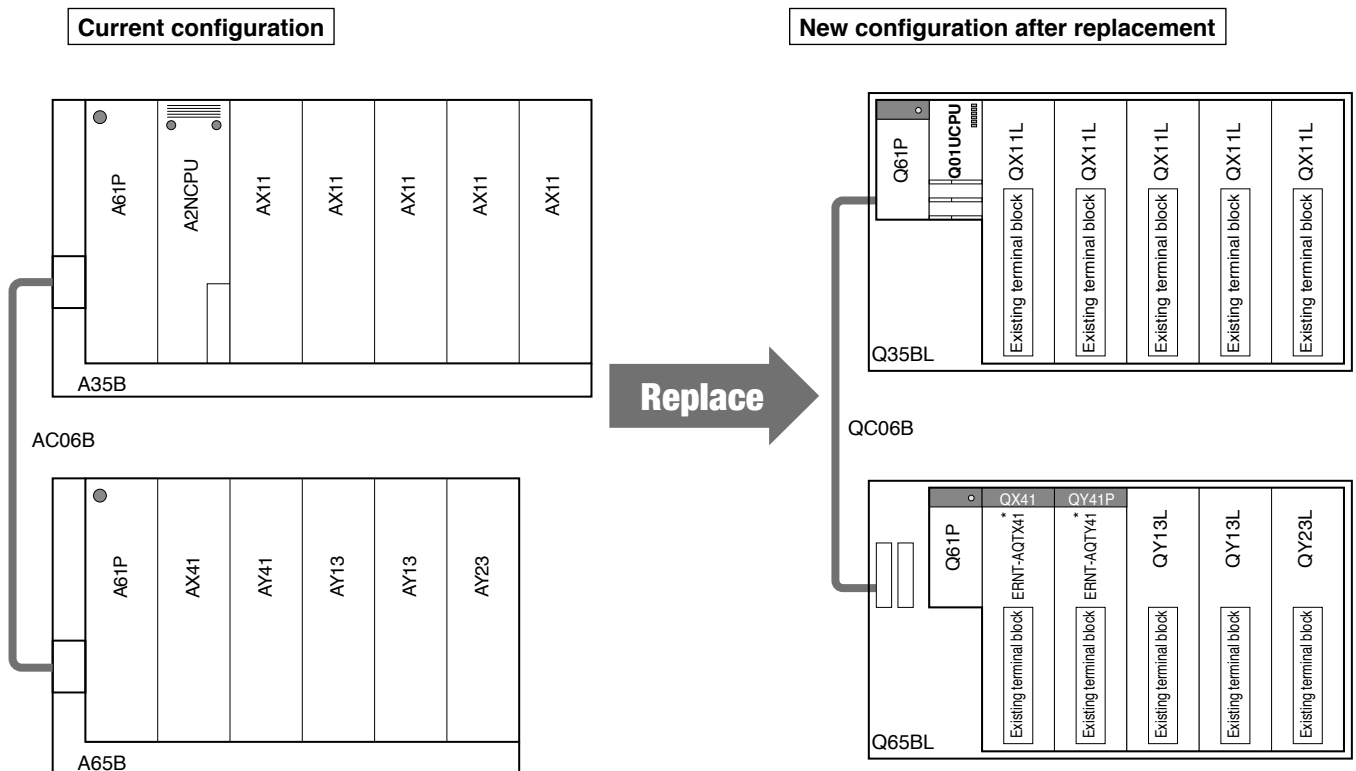 Current configuration
New configuration after replacement
A61P
A2NCPU
AX11
AX11
AX11
AX11
AX11
A35B
AC06B
A61P
AX41
AY41
AY13
AY13
AY23
A65B
Replace
Q61P
Q01UCPU
QX11L
QX11L
QX11L
QX11L
QX11L
Existing terminal block
Existing terminal block
Existing terminal block
Existing terminal block
Existing terminal block
Q35BL
QC06B
Q61P
QX41
QY41P
ERNT-AQTX41*
ERNT-AQTY41*
QY13L
QY13L
QY23L
Existing terminal block
Existing terminal block
Existing terminal block
Existing terminal block
Existing terminal block
Q65BL